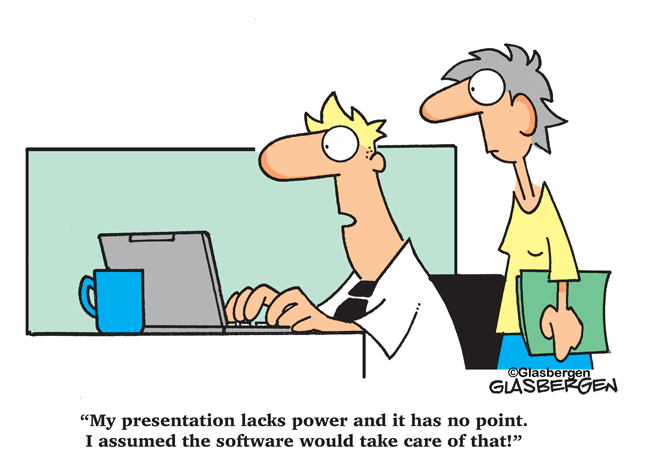 ©Glasbergen
GLASBERGEN
“My presentation lacks power and it has no point.
I assumed the software would take care of that!”